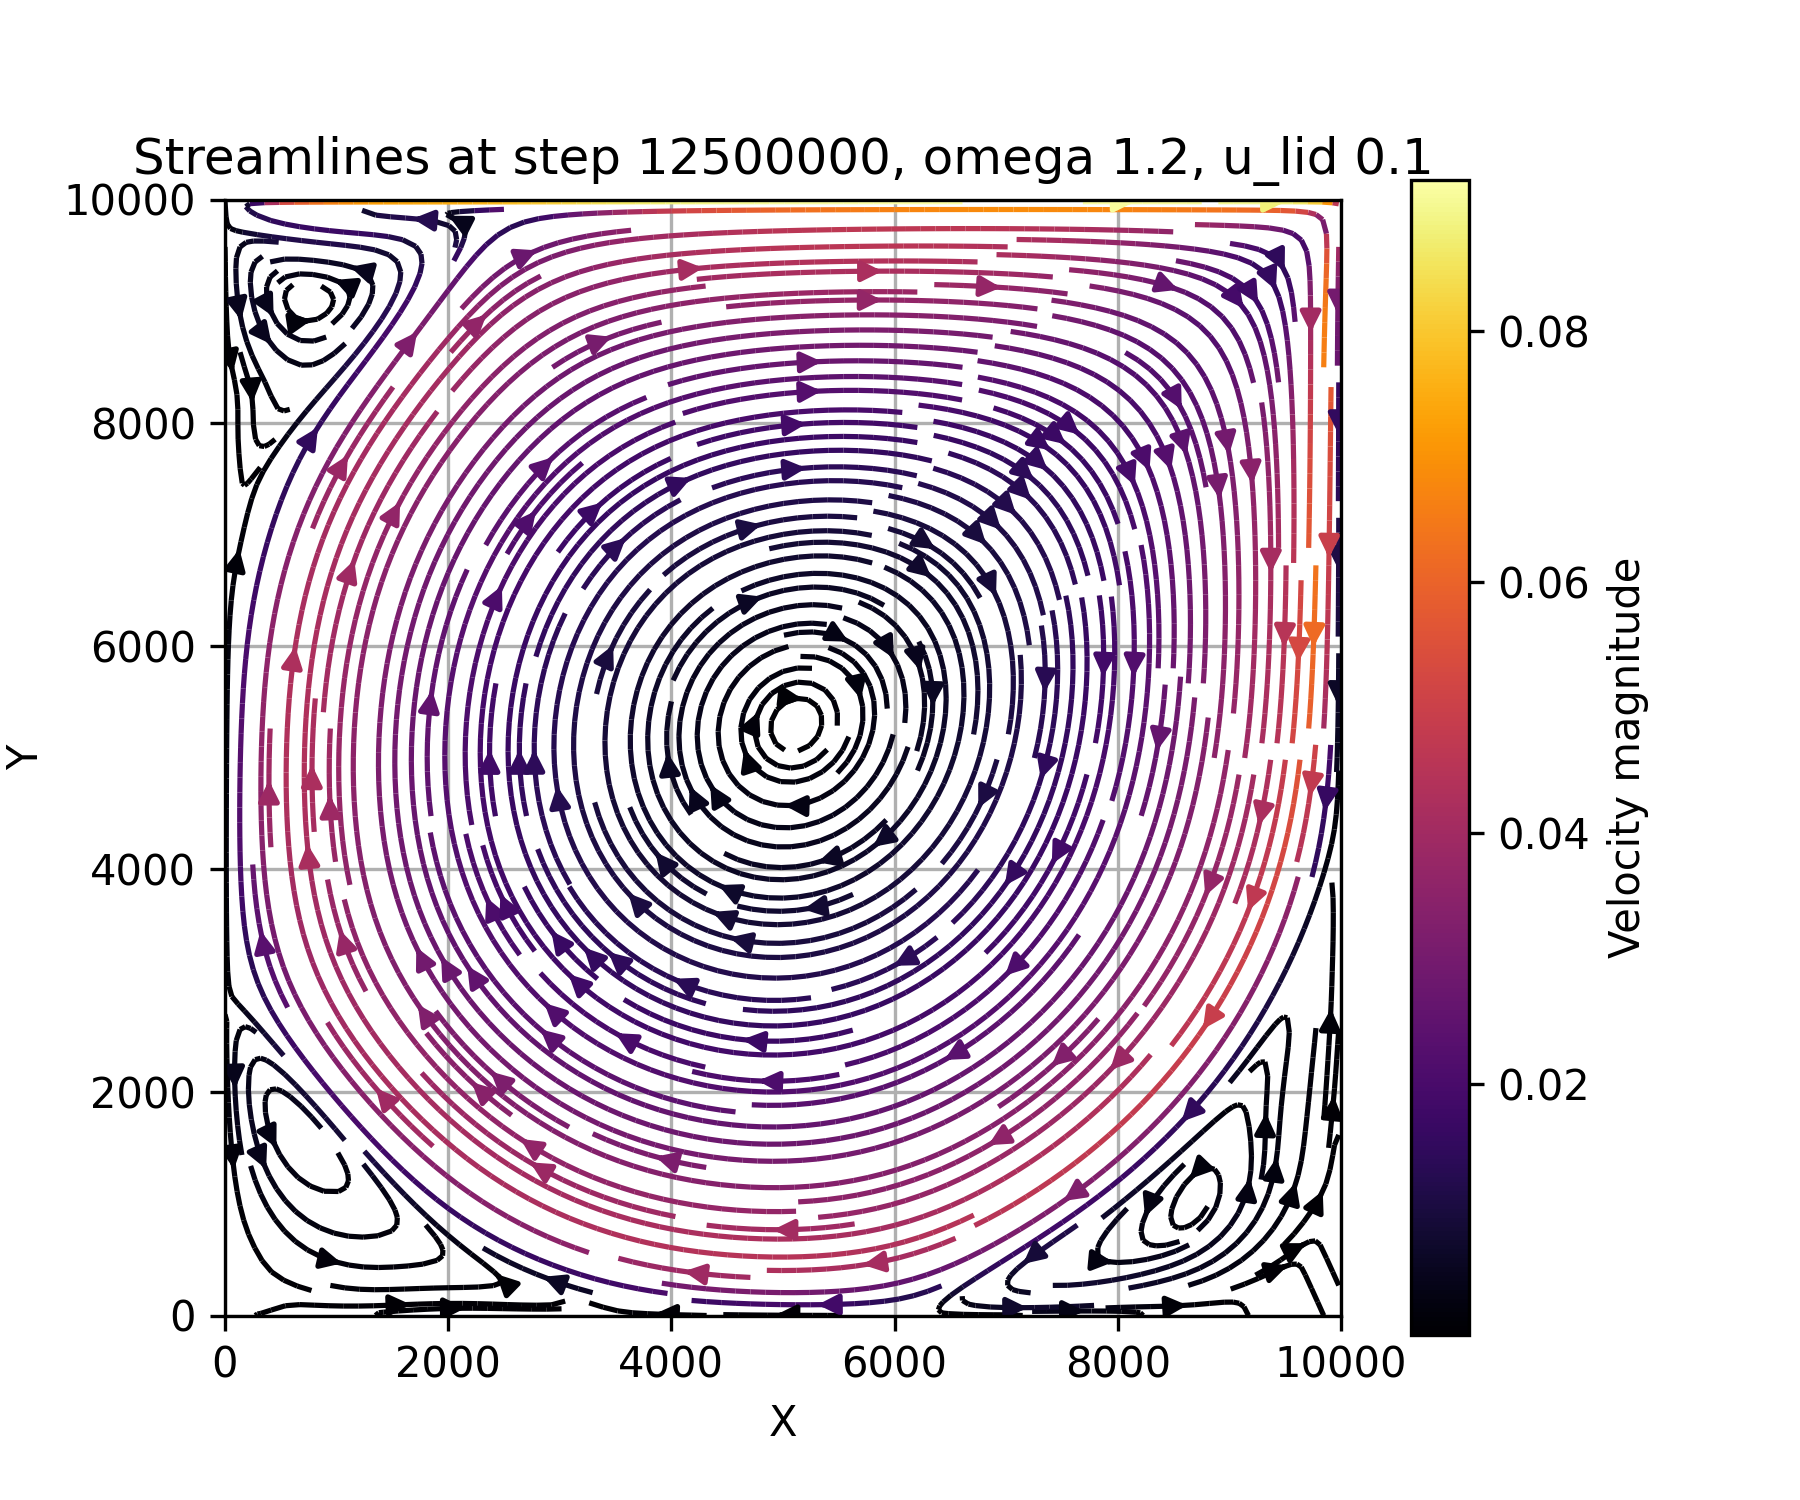 Streamlines at step 12500000, omega 1.2, u_lid 0.1
10000
8000
6000
4000
2000
0
Y
0 2000 4000 6000 8000 10000
X
0.08
0.06
0.04
0.02
Velocity magnitude